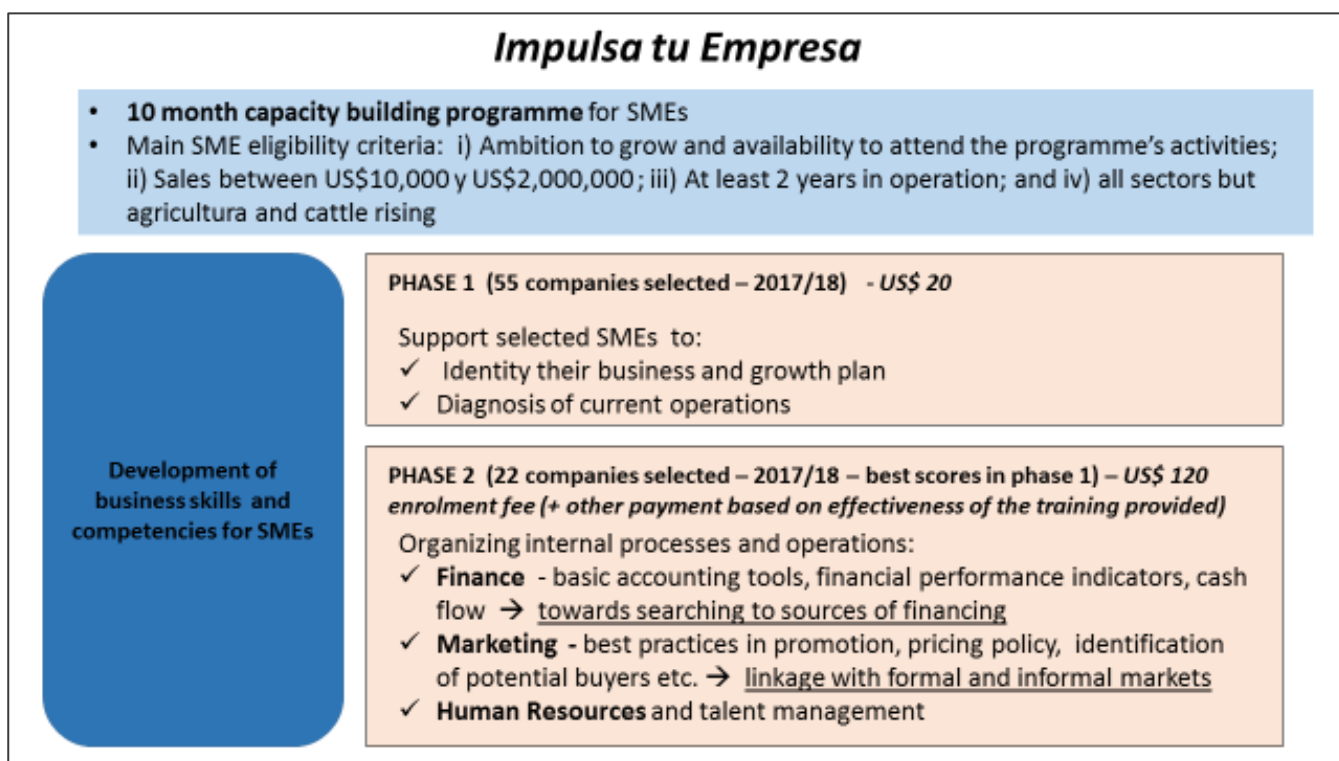 Impulsa tu Empresa
• 10 month capacity building programme for SMEs
• Main SME eligibility criteria: i) Ambition to grow and availability to attend the programme's activities;
ii) Sales between US$10,000 y US$2,000,000; iii) At least 2 years in operation; and iv) all sectors but
agricultura and cattle rising
Development of
business skills and
competencies for SMEs
PHASE 1 (55 companies selected – 2017/18) - US$ 20
Support selected SMEs to:
✓ Identity their business and growth plan
✓ Diagnosis of current operations
PHASE 2 (22 companies selected – 2017/18 – best scores in phase 1) – US$ 120
enrolment fee (+ other payment based on effectiveness of the training provided)
Organizing internal processes and operations:
✓ Finance - basic accounting tools, financial performance indicators, cash
flow → towards searching to sources of financing
✓ Marketing - best practices in promotion, pricing policy, identification
of potential buyers etc. → linkage with formal and informal markets
✓ Human Resources and talent management